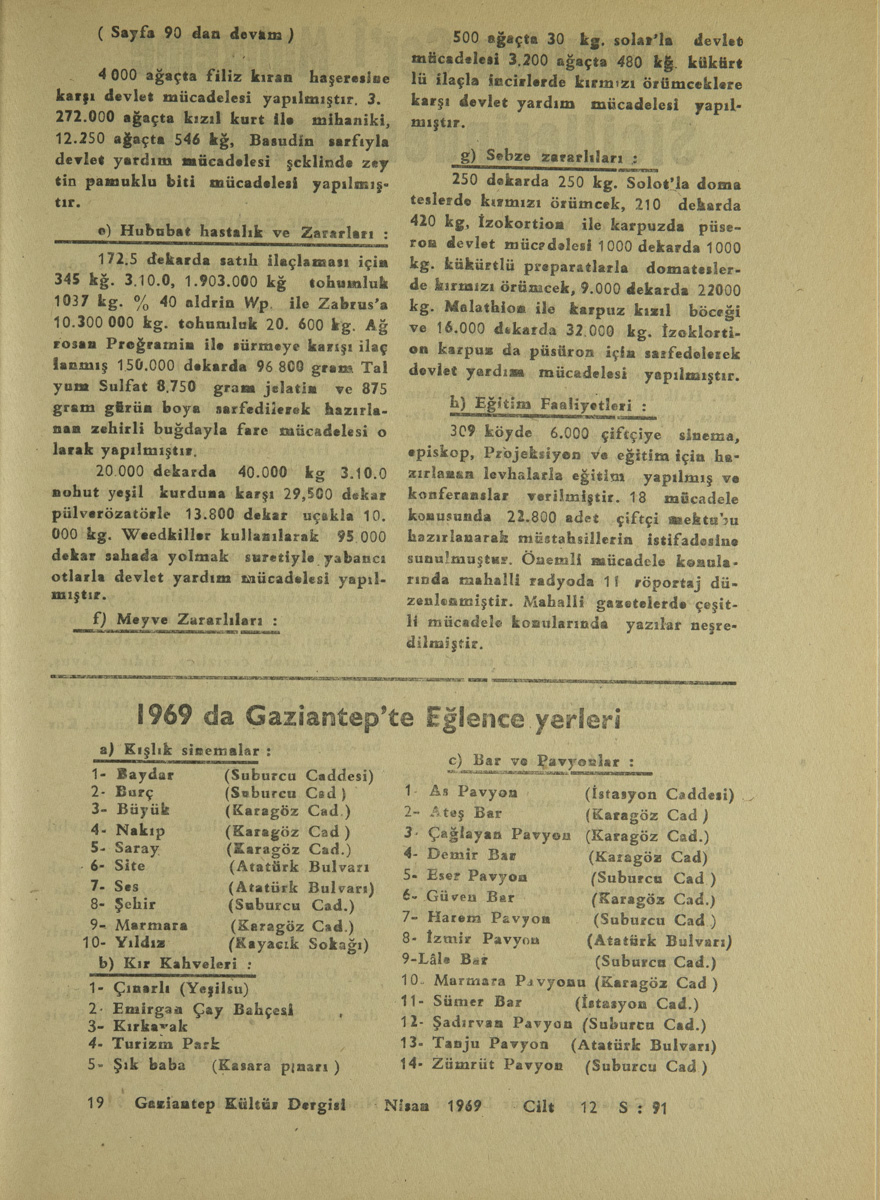 ( Sayfa 90 dan devam )
4 000 ağaçta filiz kıran haşeresine
karşı devlet mücadelesi yapılmıştır. 3.
272.000 ağaçta kızıl kurt ile mihaniki,
12.250 ağaçta 546 kğ, Basudin sarfıyla
devlet yardım mücadelesi şeklinde zey
tin pamuklu biti mücadelesi yapılmış-
tır.
e) Hububat hastalık ve Zararları :
172,5 dekarda satıh ilaçlaması için
345 kğ. 3.10.0, 1.903.000 kğ tohumluk
1037 kg. % 40 aldrin Wp. ile Zabrus'a
10.300 000 kg. tohumluk 20. 600 kg. Ağ
rosan Preğramin ile sürmeye karışı ilaç
lanmış 150.000 dekarda 96 800 gram Tal
yum Sulfat 8,750 gram jelatin ve 875
gram gürün boya sarfedilerek hazırla-
nan zehirli buğdayla fare mücadelesi o
larak yapılmıştır.
20.000 dekarda 40.000 kg 3.10.0
nohut yeşil kurduna karşı 29,500 dekar
pülverözatörle 13.800 dekar uçakla 10.
000 kg. Weedkiller kullanılarak 95 000
dekar sahada yolmak suretiyle yabancı
otlarla devlet yardım mücadelesi yapıl-
mıştır.
f) Meyve Zararlıları :
500 ağaçta 30 kg. solar'la devlet
mücadelesi 3.200 ağaçta 480 kğ. kükürt
lü ilaçla incirlerde kırmızı örümceklere
karşı devlet yardım mücadelesi yapıl-
mıştır.
g) Sebze zararlıları :
250 dekarda 250 kg. Solot'la doma
teslerde kırmızı örümcek, 210 dekarda
420 kg, İzokortion ile karpuzda püse-
ron devlet mücadelesi 1000 dekarda 1000
kg. kükürtlü preparatlarla domatesler-
de kırmızı örümcek, 9.000 dekarda 22000
kg. Malathion ile karpuz kızıl böceği
ve 16.000 dekarda 32.000 kg. İzoklorti-
on karpuz da püsüron için sarfedelerek
devlet yardım mücadelesi yapılmıştır.
h) Eğitim Faaliyetleri :
309 köyde 6.000 çiftçiye sinema,
episkop, Projeksiyon ve eğitim için ha-
zırlanan levhalarla eğitim yapılmış ve
konferanslar verilmiştir. 18 mücadele
konusunda 22.800 adet çiftçi mektubu
hazırlanarak müstahsillerin istifadesine
sunulmuştur. Önemli mücadele konula-
rında mahalli radyoda röportaj dü-
zenlenmiştir. Mahalli gazetelerde çeşit-
li mücadele konularında yazılar neşre-
dilmiştir.
1969 da Gaziantep'te Eğlence yerleri
a) Kışlık sinemalar :
1- Baydar (Suburcu Caddesi)
2- Burç (Suburcu Cad )
3- Büyük (Karagöz Cad.)
4- Nakıp (Karagöz Cad )
5- Saray (Karagöz Cad.)
6- Site (Atatürk Bulvarı
7- Ses (Atatürk Bulvarı)
8- Şehir (Suburcu Cad.)
9- Marmara (Karagöz Cad.)
10- Yıldız (Kayacık Sokağı)
b) Kır Kahveleri :
1- Çınarlı (Yeşilsu)
2- Emirgan Çay Bahçesi
3- Kırkavak
4- Turizm Park
5- Şık baba (Kasara pınarı )
c) Bar ve Pavyonlar :
1- As Pavyon (İstasyon Caddesi)
2- Ateş Bar (Karagöz Cad )
3- Çağlayan Pavyon (Karagöz Cad.)
4- Demir Bar (Karagöz Cad)
5- Eser Pavyon (Suburcu Cad )
6- Güven Bar (Karagöz Cad.)
7- Harem Pavyon (Suburcu Cad )
8- İzmir Pavyon (Atatürk Bulvarı)
9-Lâle Bar (Suburcu Cad.)
10- Marmara Pavyonu (Karagöz Cad )
11- Sümer Bar (İstasyon Cad.)
12- Şadırvan Pavyon (Suburcu Cad.)
13- Tanju Pavyon (Atatürk Bulvarı)
14- Zümrüt Pavyon (Suburcu Cad )
19 Gaziantep Kültür Dergisi Nisan 1969 Cilt 12 S : 91